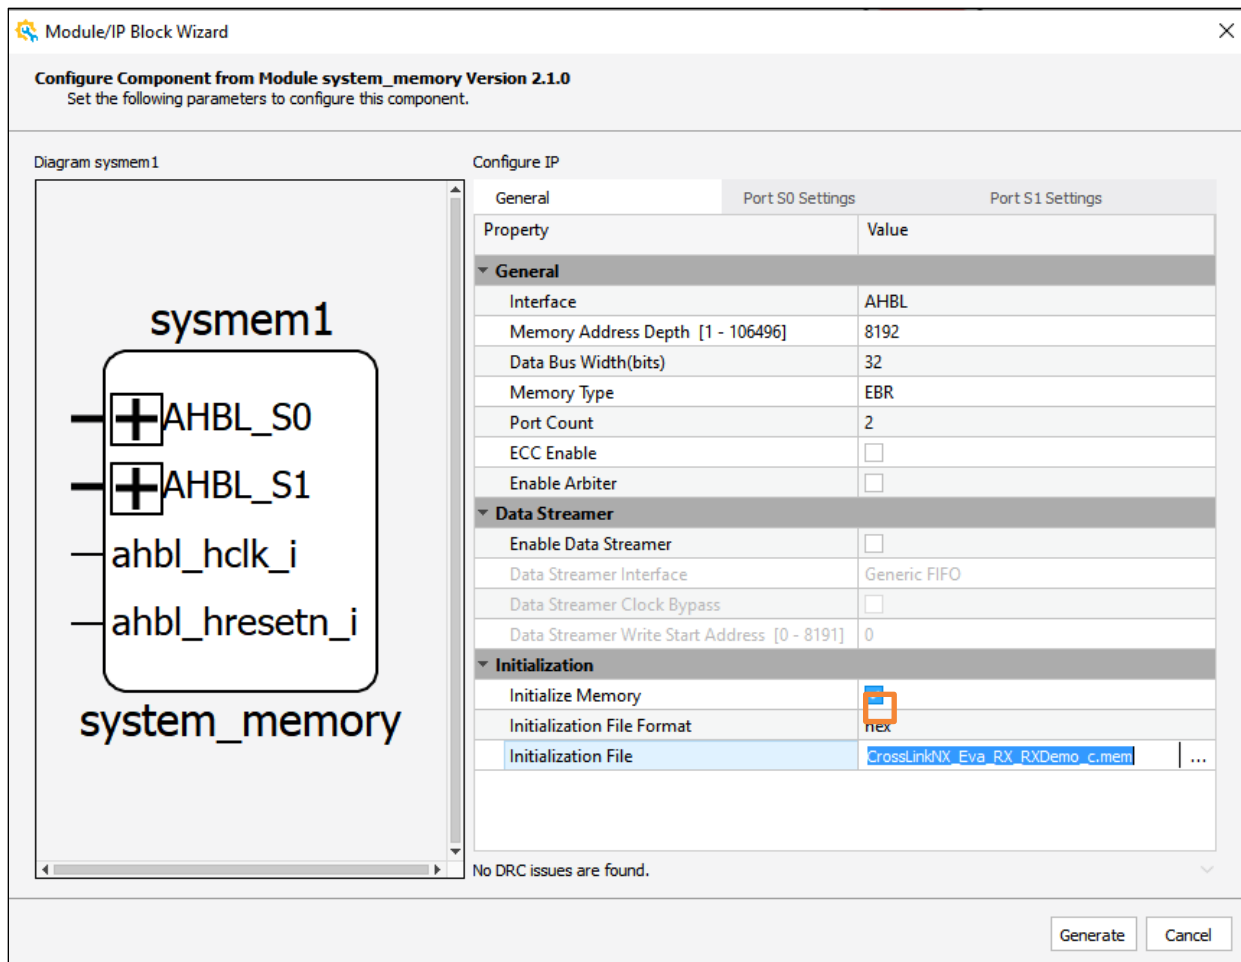 Module/IP Block Wizard
Configure Component from Module system_memory Version 2.1.0
Set the following parameters to configure this component.
Diagram sysmem1
sysmem1
AHBL_S0
AHBL_S1
ahbl_hclk_i
ahbl_hresetn_i
system_memory
Configure IP
General Port S0 Settings Port S1 Settings
Property Value
General
Interface AHBL
Memory Address Depth [1 - 106496] 8192
Data Bus Width(bits) 32
Memory Type EBR
Port Count 2
ECC Enable
Enable Arbiter
Data Streamer
Enable Data Streamer
Data Streamer Interface Generic FIFO
Data Streamer Clock Bypass
Data Streamer Write Start Address [0 - 8191] 0
Initialization
Initialize Memory
Initialization File Format hex
Initialization File CrossLinkNX_Eva_RX_RXDemo_c.mem ...
No DRC issues are found.
Generate Cancel